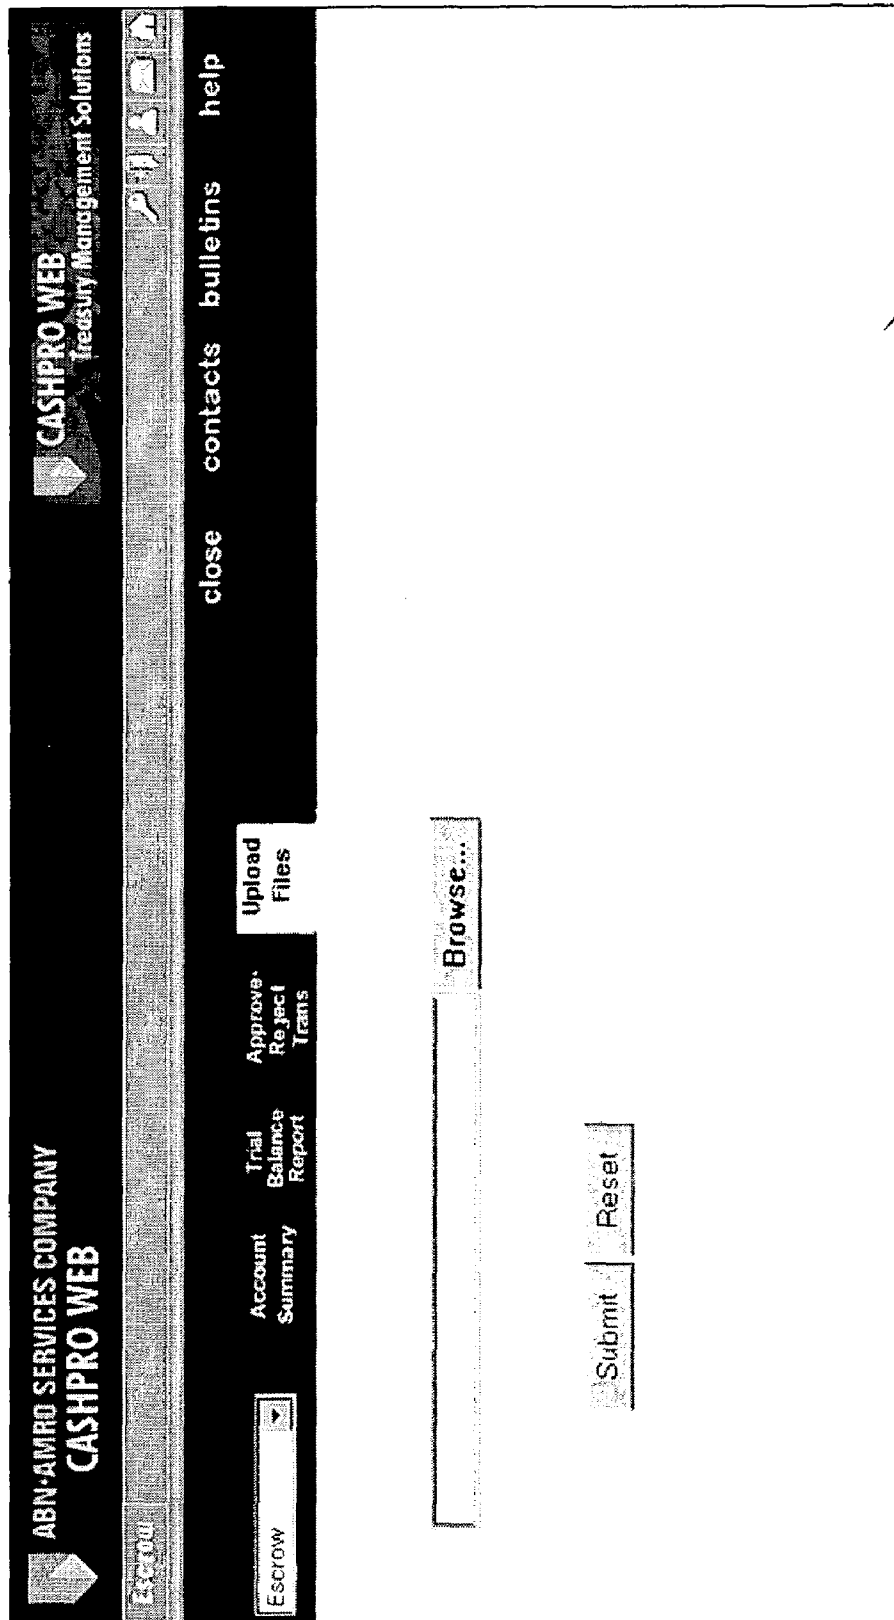 ABN·AMRO SERVICES COMPANY
CASHPRO WEB
CASHPRO WEB
Treasury Management Solutions
Escrow
close contacts bulletins help
Escrow
Account
Summary
Trial
Balance
Report
Approve·
Reject
Trans
Upload
Files
Browse...
Submit
Reset